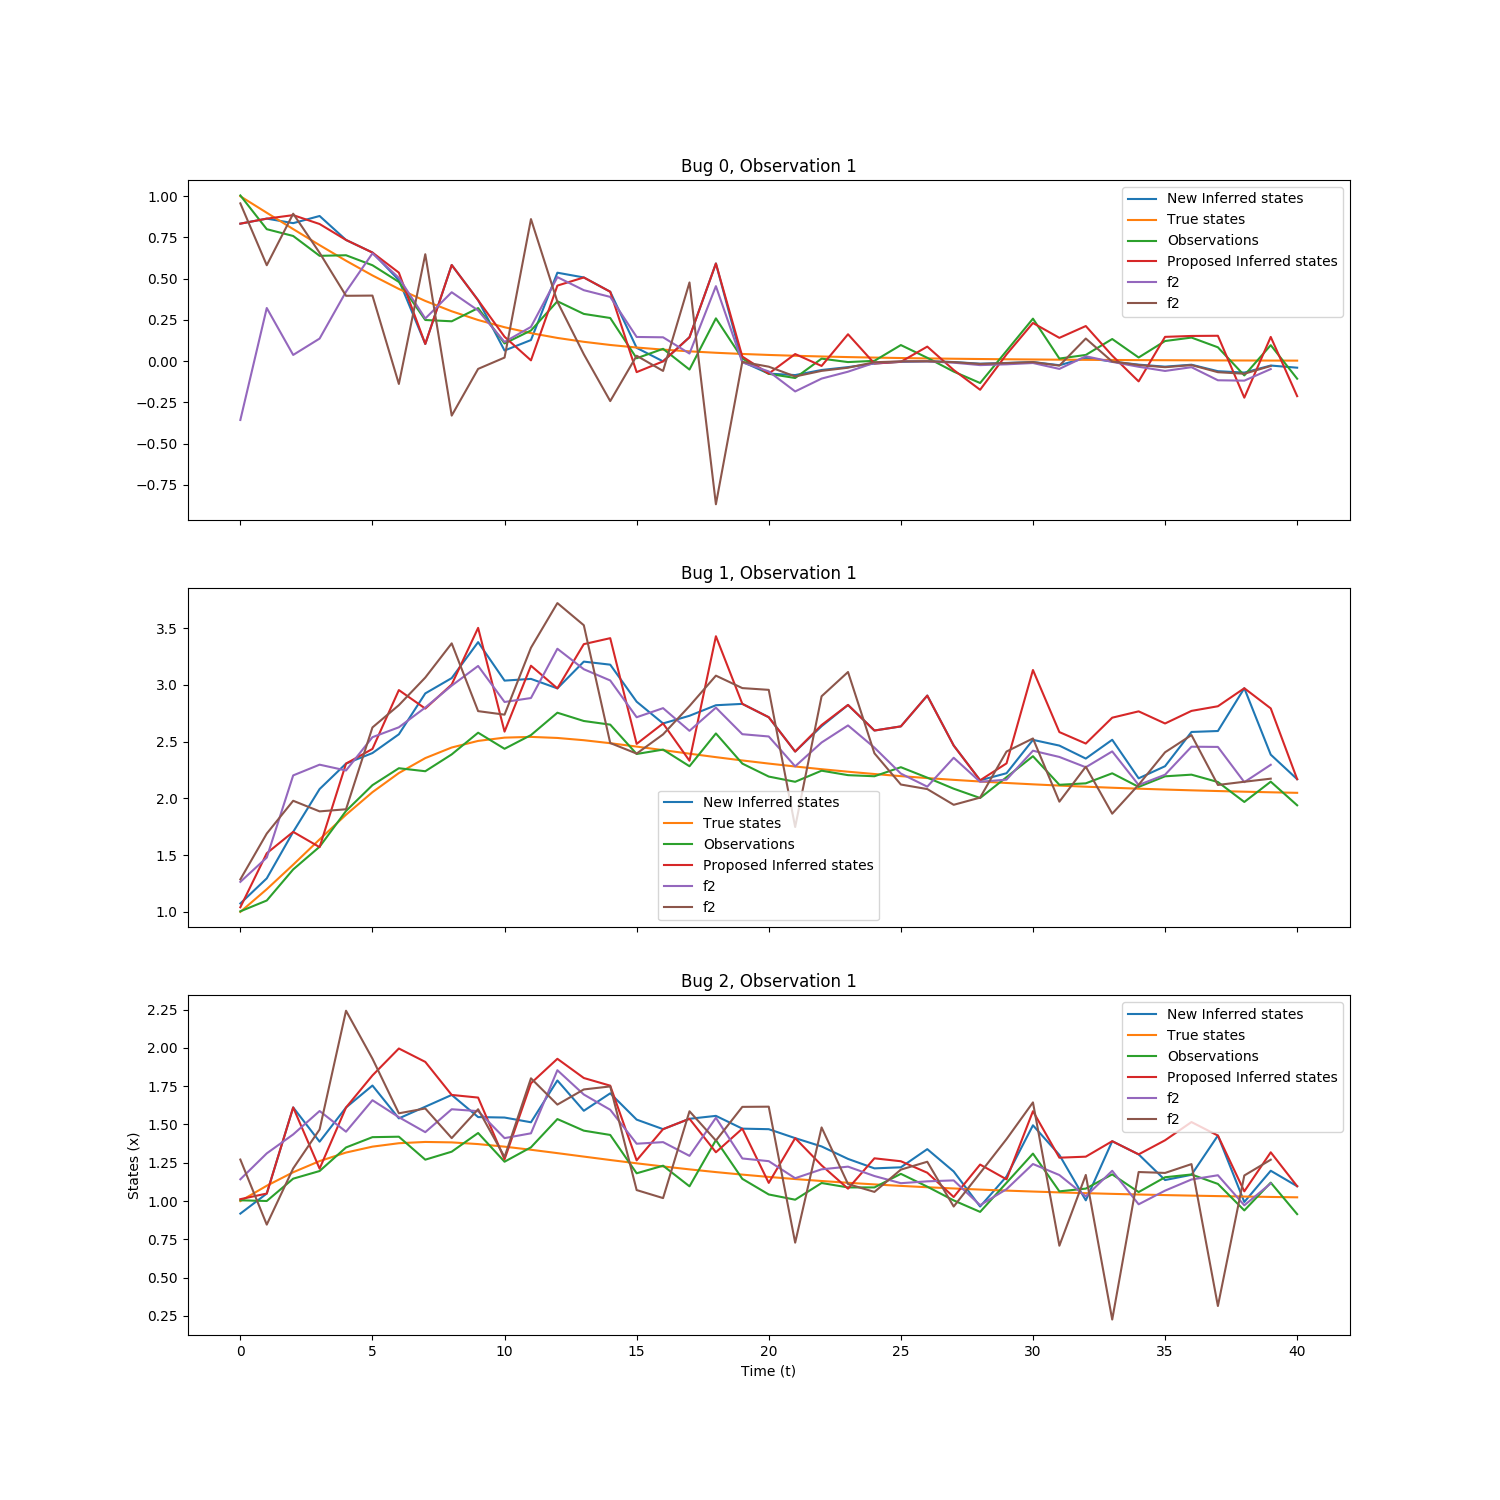 Bug 0, Observation 1
1.00
0.75
0.50
0.25
0.00
−0.25
−0.50
−0.75
New Inferred states
True states
Observations
Proposed Inferred states
f2
f2
Bug 1, Observation 1
3.5
3.0
2.5
2.0
1.5
1.0
New Inferred states
True states
Observations
Proposed Inferred states
f2
f2
Bug 2, Observation 1
2.25
2.00
1.75
1.50
1.25
1.00
0.75
0.50
0.25
States (x)
New Inferred states
True states
Observations
Proposed Inferred states
f2
f2
0 5 10 15 20 25 30 35 40
Time (t)